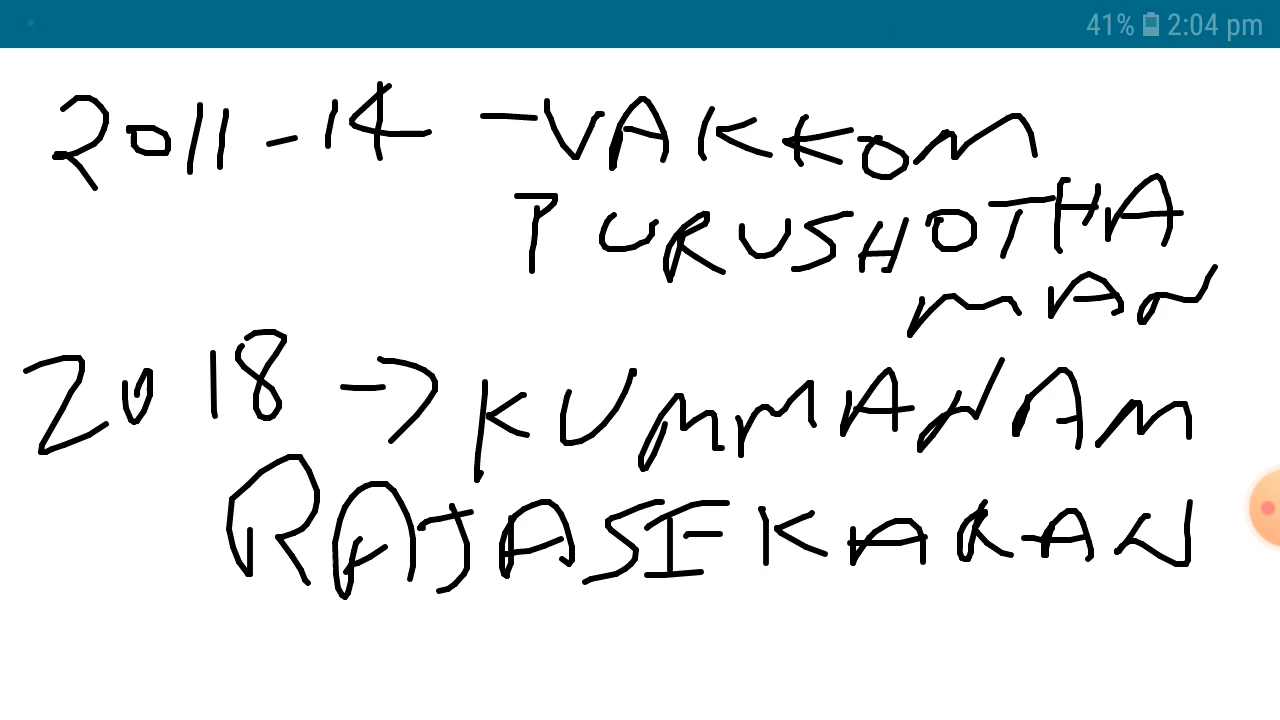 41% 2:04 pm
2011-14 -VAKKOM
PURUSHOTHA
MAN
2018 → KUMMANAM
RAJASEKARAN